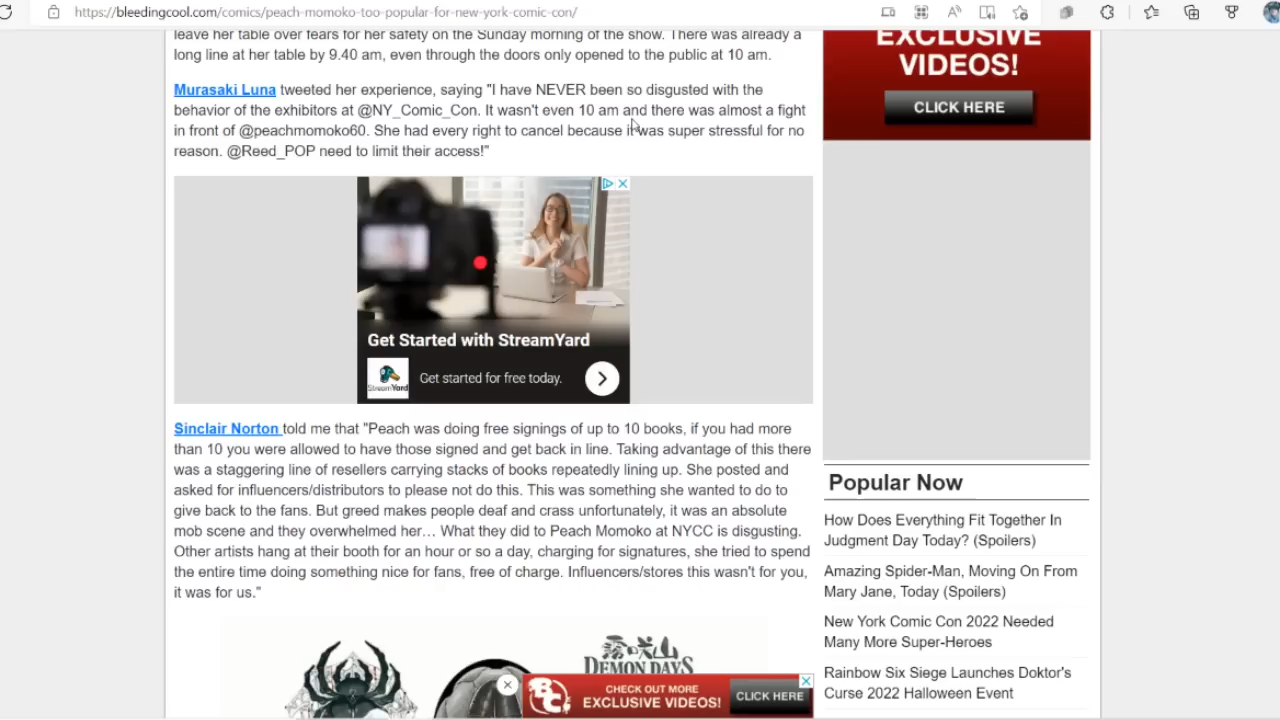 https://bleedingcool.com/comics/peach-momoko-too-popular-for-new-york-comic-con/
leave her table over fears for her safety on the Sunday morning of the show. There was already a
long line at her table by 9.40 am, even through the doors only opened to the public at 10 am.
Murasaki Luna tweeted her experience, saying "I have NEVER been so disgusted with the
behavior of the exhibitors at @NY_Comic_Con. It wasn't even 10 am and there was almost a fight
in front of @peachmomoko60. She had every right to cancel because it was super stressful for no
reason. @Reed_POP need to limit their access!"
Get Started with StreamYard
StreamYard
Get started for free today.
Sinclair Norton told me that "Peach was doing free signings of up to 10 books, if you had more
than 10 you were allowed to have those signed and get back in line. Taking advantage of this there
was a staggering line of resellers carrying stacks of books repeatedly lining up. She posted and
asked for influencers/distributors to please not do this. This was something she wanted to do to
give back to the fans. But greed makes people deaf and crass unfortunately, it was an absolute
mob scene and they overwhelmed her… What they did to Peach Momoko at NYCC is disgusting.
Other artists hang at their booth for an hour or so a day, charging for signatures, she tried to spend
the entire time doing something nice for fans, free of charge. Influencers/stores this wasn't for you,
it was for us."
DEMON DAYS
CHECK OUT MORE
EXCLUSIVE VIDEOS!
CLICK HERE
EXCLUSIVE
VIDEOS!
CLICK HERE
Popular Now
How Does Everything Fit Together In
Judgment Day Today? (Spoilers)
Amazing Spider-Man, Moving On From
Mary Jane, Today (Spoilers)
New York Comic Con 2022 Needed
Many More Super-Heroes
Rainbow Six Siege Launches Doktor's
Curse 2022 Halloween Event